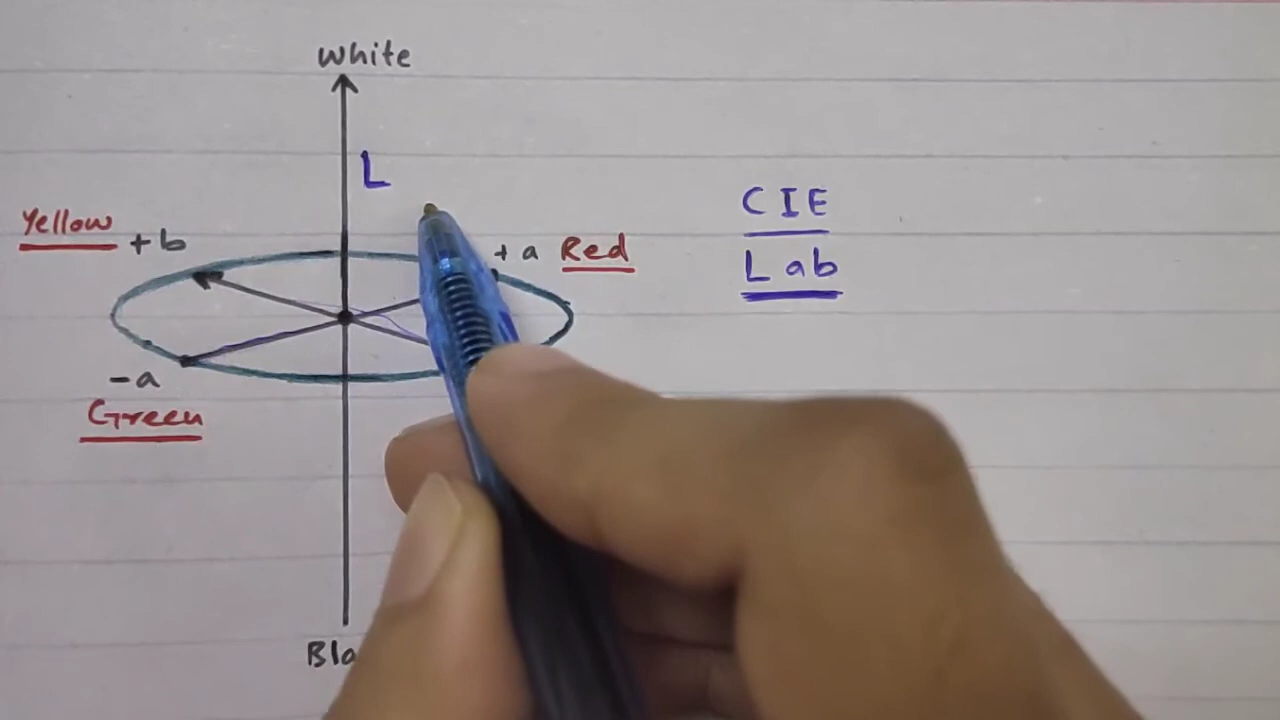 White
L
CIE
Yellow +b
+a Red
Lab
-a
Green